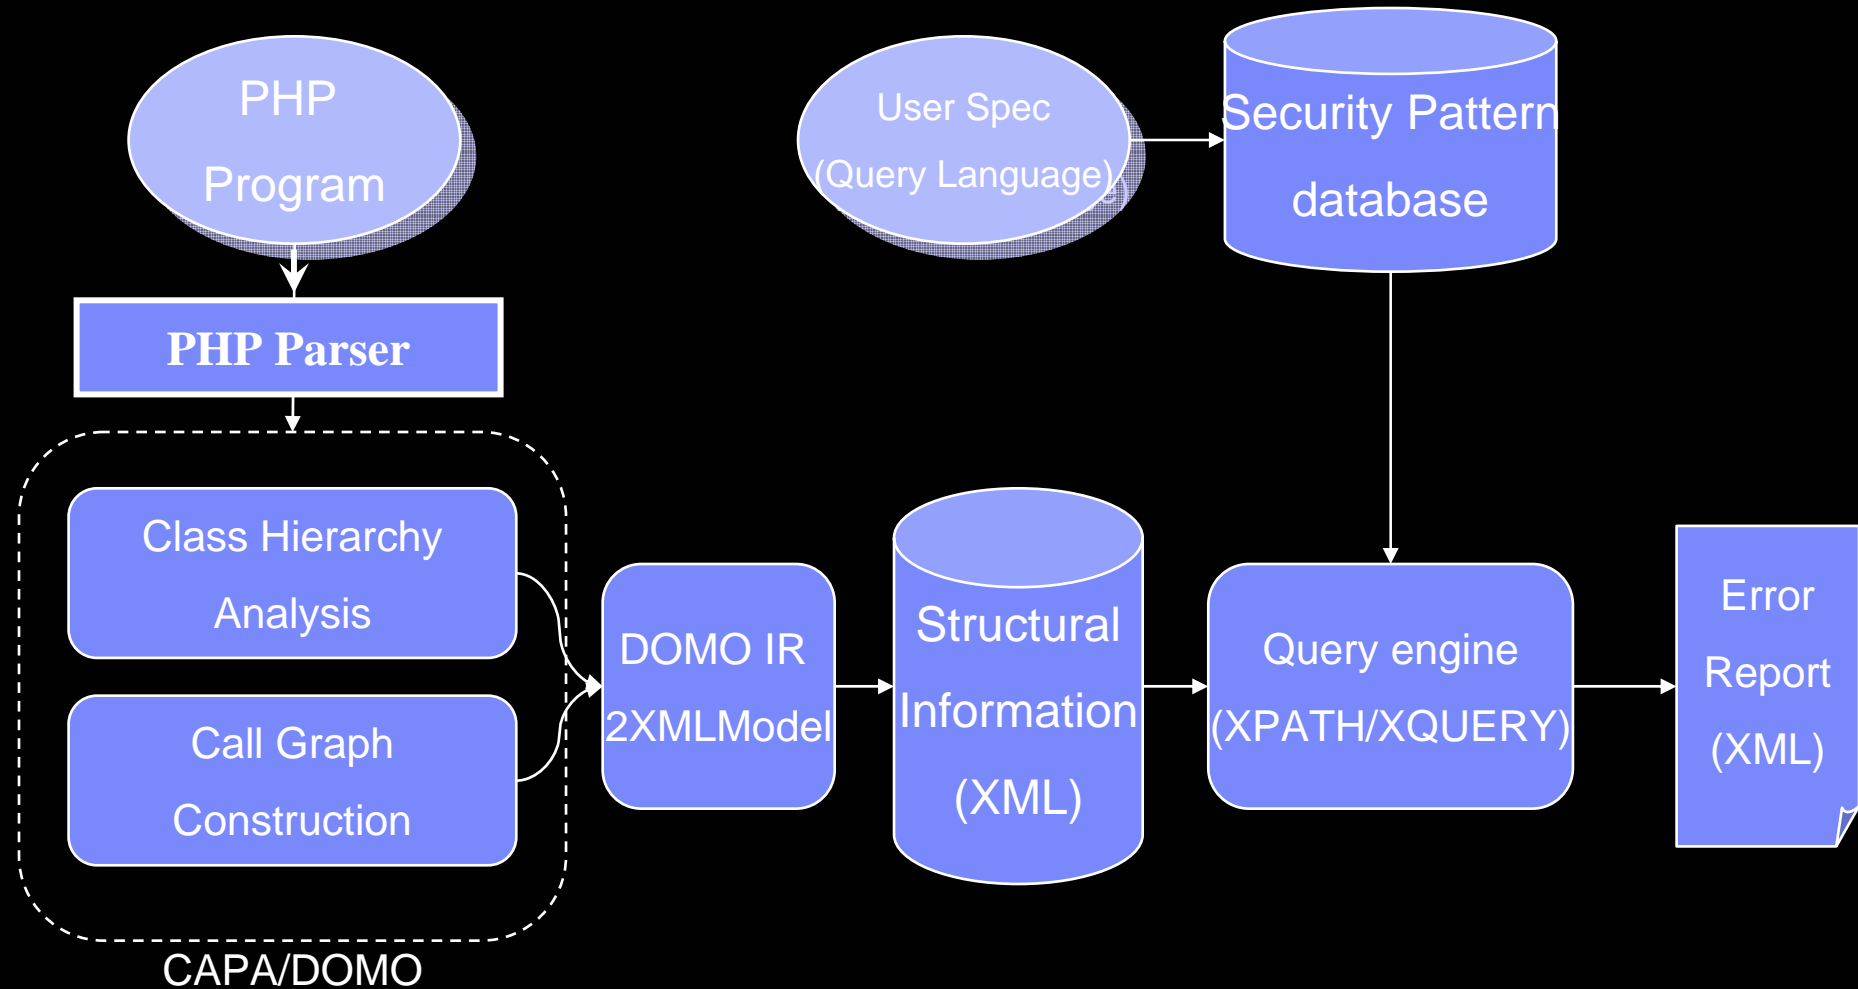 PHP
Program
User Spec
(Query Language)
Security Pattern
database
PHP Parser
Class Hierarchy
Analysis
Call Graph
Construction
CAPA/DOMO
DOMO IR
2XMLModel
Structural
Information
(XML)
Query engine
(XPATH/XQUERY)
Error
Report
(XML)